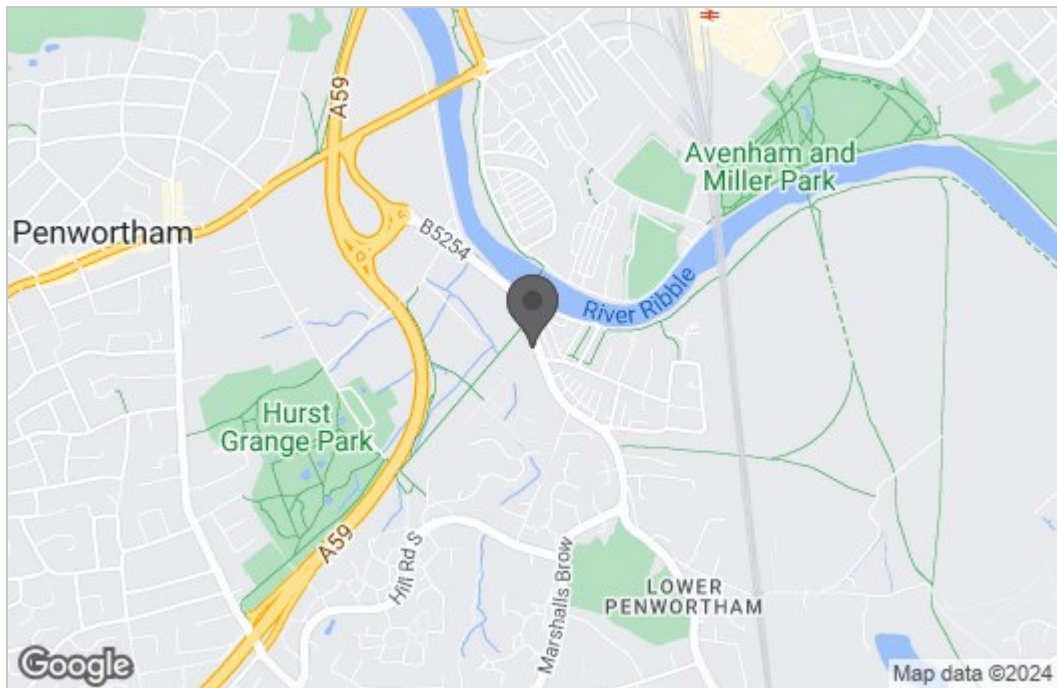 A59
Avenham and
Miller Park
Penwortham
B5254
River Ribble
Hurst
Grange Park
A59
Hill Rd S
Marshalls Brow
LOWER
PENWORTHAM
Google
Map data ©2024